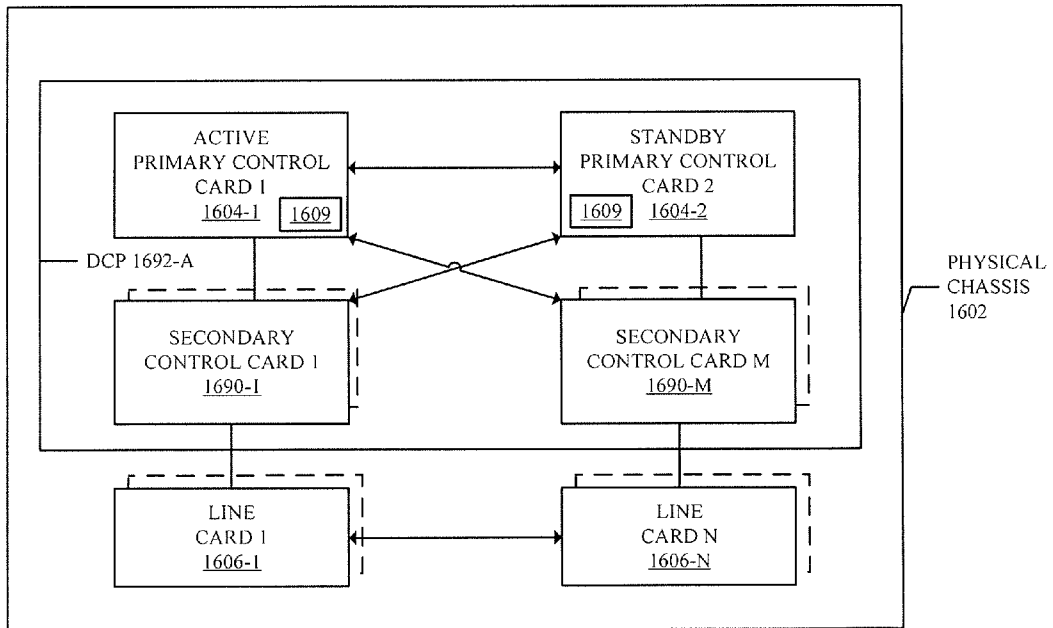 ACTIVE
PRIMARY CONTROL
CARD 1
1604-1
1609
STANDBY
PRIMARY CONTROL
CARD 2
1609
1604-2
DCP 1692-A
PHYSICAL
CHASSIS
1602
SECONDARY
CONTROL CARD 1
1690-1
SECONDARY
CONTROL CARD M
1690-M
LINE
CARD 1
1606-1
LINE
CARD N
1606-N